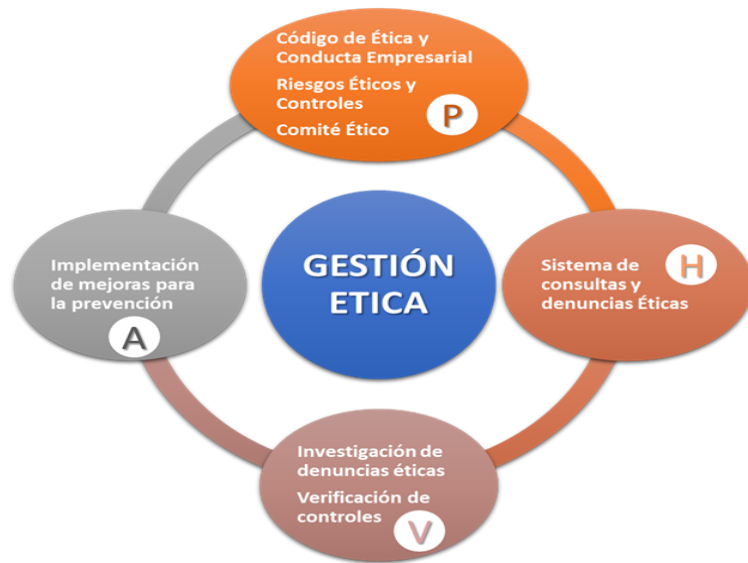 Código de Ética y
Conducta Empresarial
Riesgos Éticos y
Controles
Comité Ético
P
GESTIÓN
ETICA
Sistema de
consultas y
denuncias Éticas
H
Investigación de
denuncias éticas
Verificación de
controles
V
Implementación
de mejoras para
la prevención
A